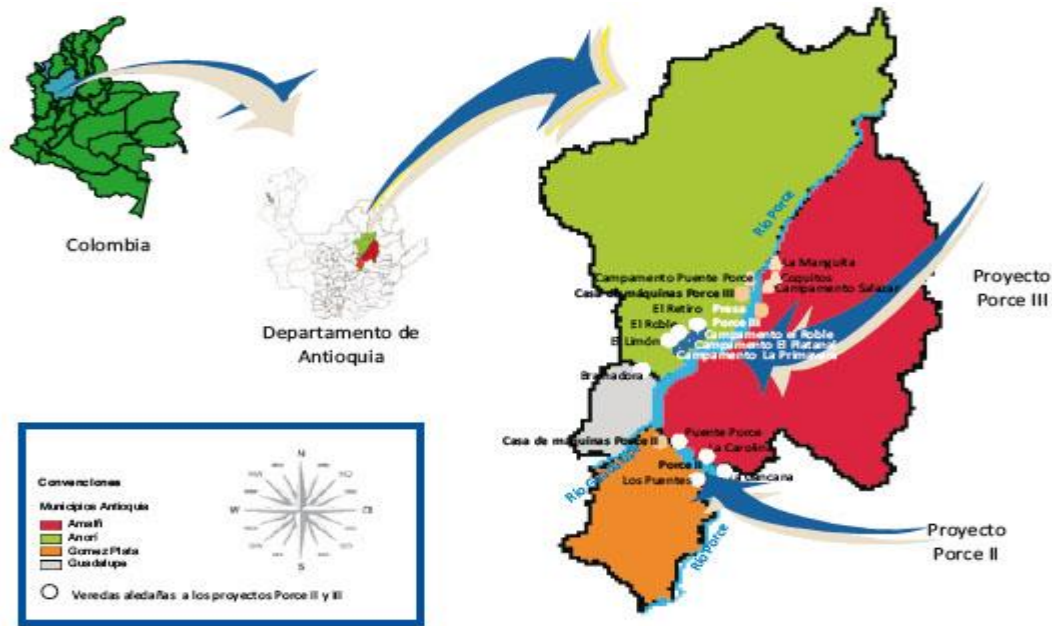 Colombia
Departamento de
Antioquia
Río Porce
La Manguita
Campamento Puente Porce
Coquitos
Campamento Salazar
Casa de máquinas Porce III
El Retiro
Presa
Porce III
El Roble
Campamento el Roble
El Limón
Campamento El Platanal
Campamento La Primavera
Bramadora
Proyecto
Porce III
Puente Porce
Casa de máquinas Porce II
La Carolina
Porce II
Los Puentes
Río Porce
Proyecto
Porce II
Convenciones
Municipios Antioquia
Amalfi
Anorí
Gomez Plata
Guadalupe
Veredas aledañas a los proyectos Porce II y III
N
W
S